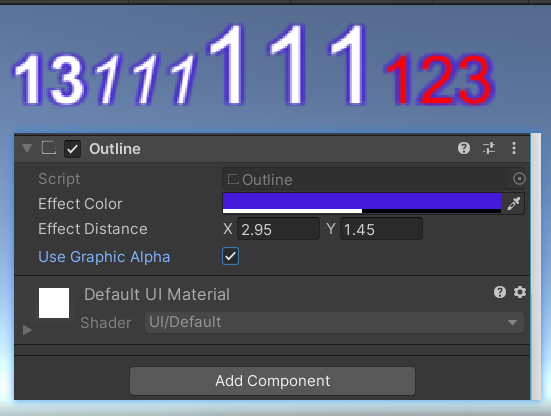 13111111123
Outline
Script Outline
Effect Color
Effect Distance X 2.95 Y 1.45
Use Graphic Alpha
Default UI Material
Shader UI/Default
Add Component